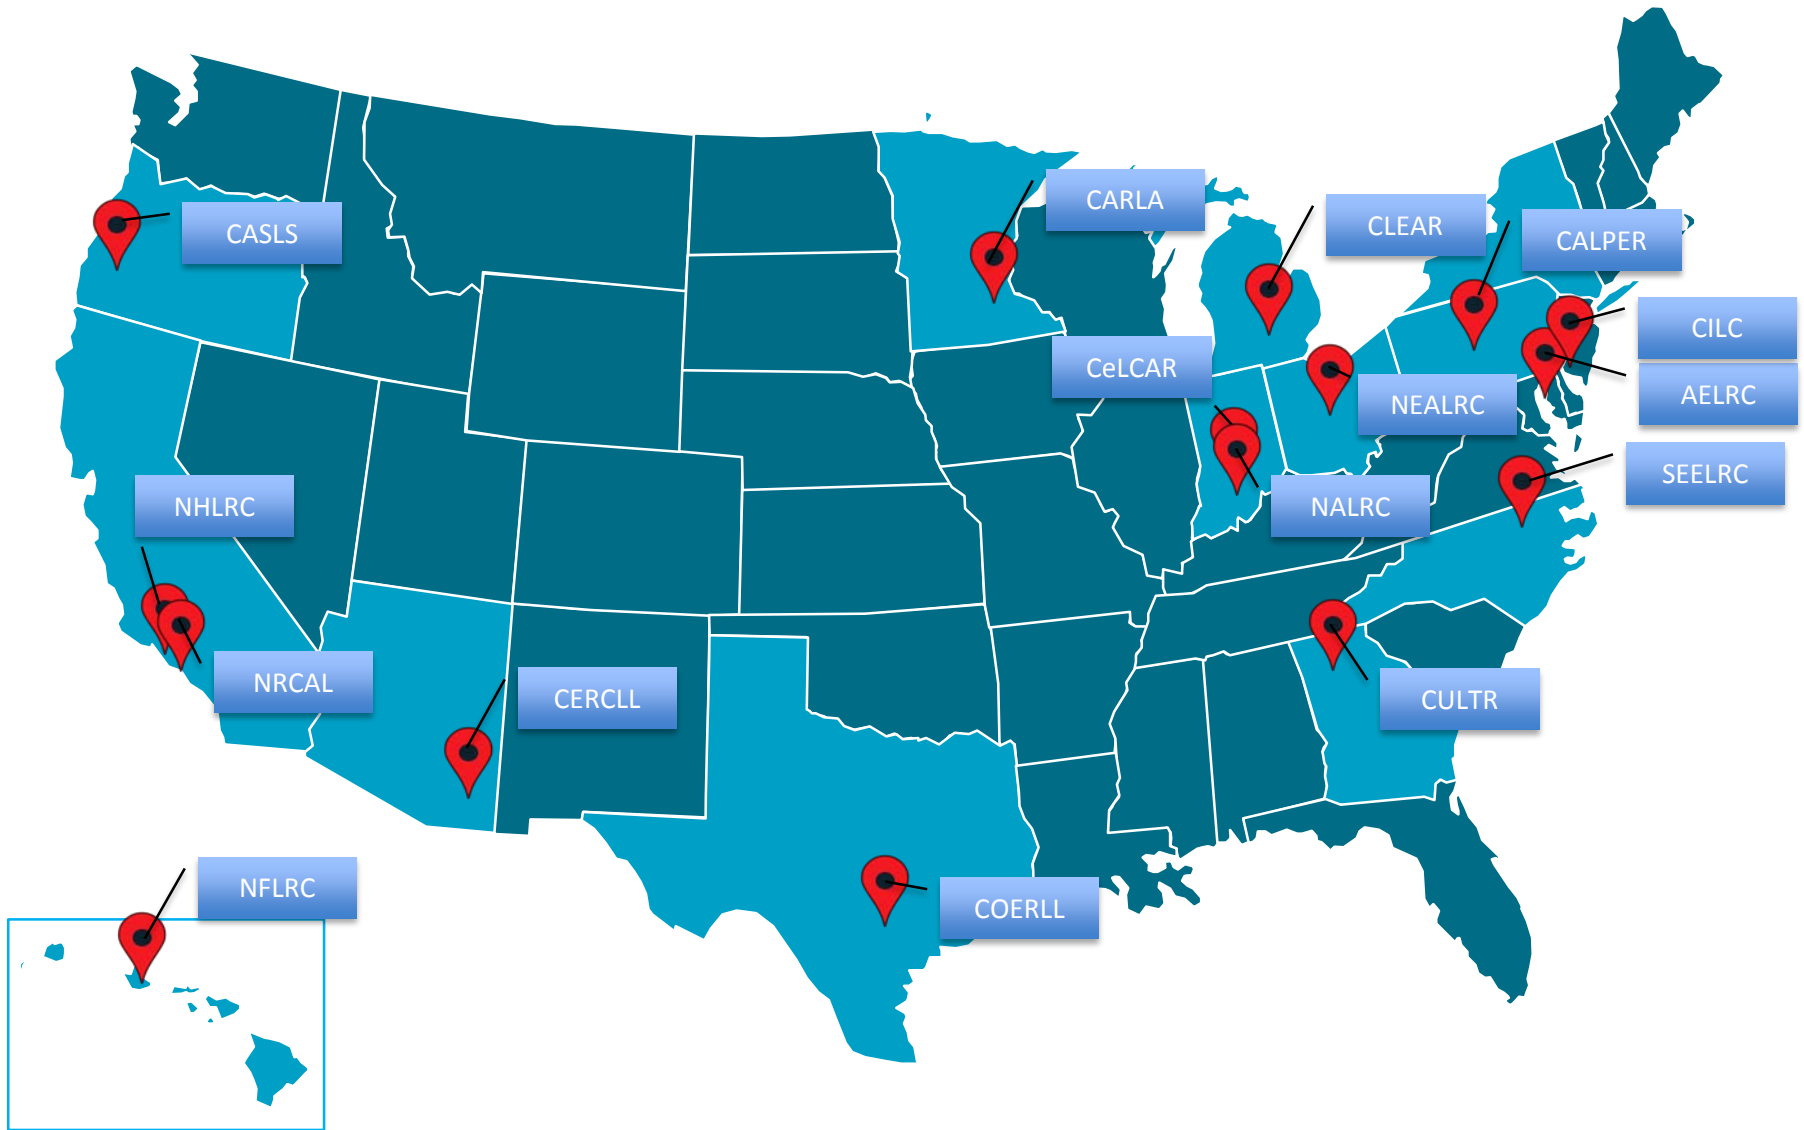 CARLA
CLEAR
CASLS
CALPER
CILC
CeLCAR
AELRC
NEALRC
SEELRC
NHLRC
NALRC
NRCAL
CERCLL
CULTR
NFLRC
COERLL